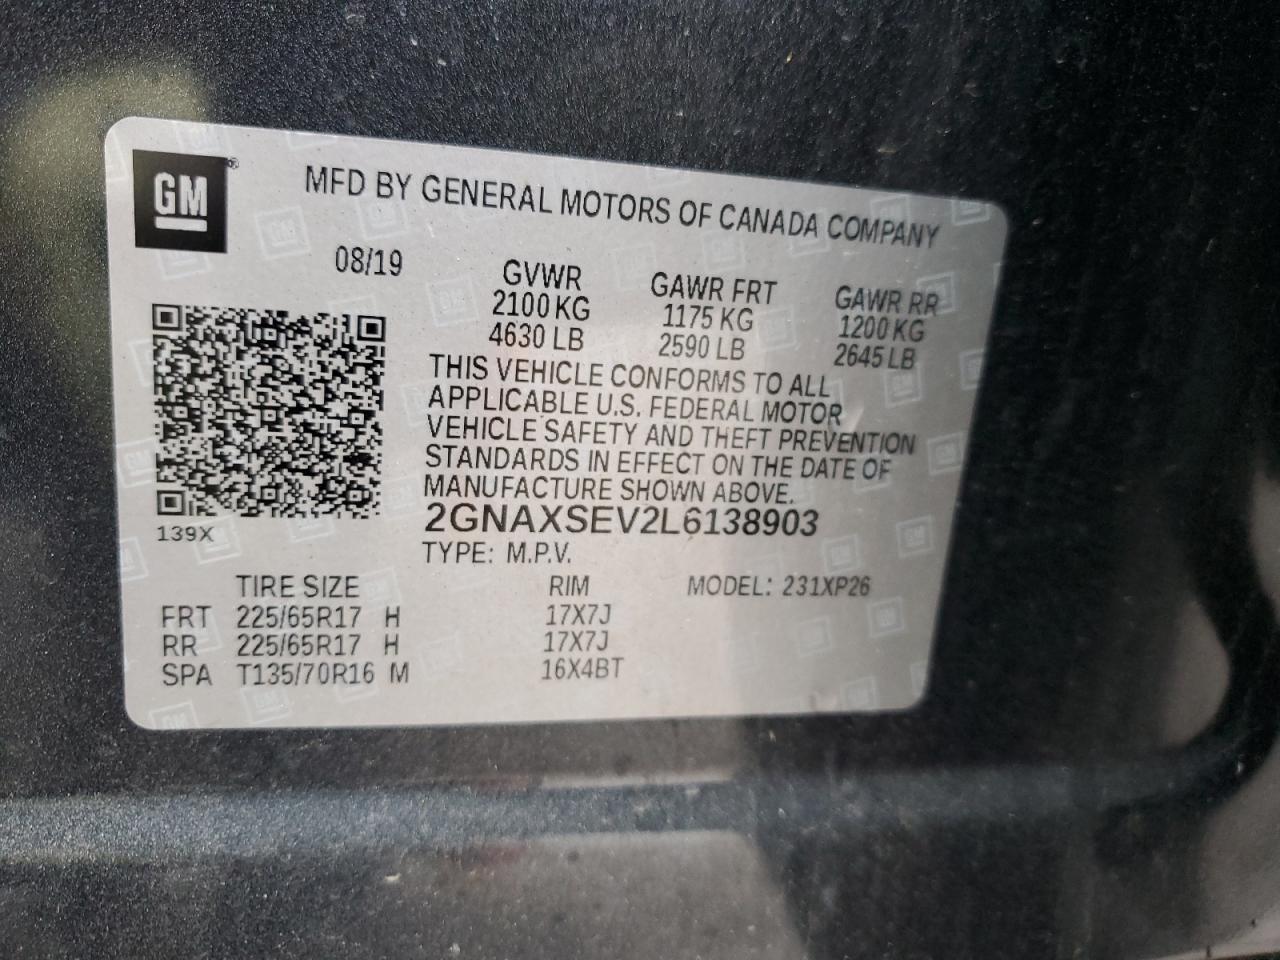 GM®
MFD BY GENERAL MOTORS OF CANADA COMPANY
08/19
GVWR GAWR FRT GAWR RR
2100 KG 1175 KG 1200 KG
4630 LB 2590 LB 2645 LB
THIS VEHICLE CONFORMS TO ALL
APPLICABLE U.S. FEDERAL MOTOR
VEHICLE SAFETY AND THEFT PREVENTION
STANDARDS IN EFFECT ON THE DATE OF
MANUFACTURE SHOWN ABOVE.
139X
2GNAXSEV2L6138903
TYPE: M.P.V.
TIRE SIZE RIM MODEL: 231XP26
FRT 225/65R17 H 17X7J
RR 225/65R17 H 17X7J
SPA T135/70R16 M 16X4BT